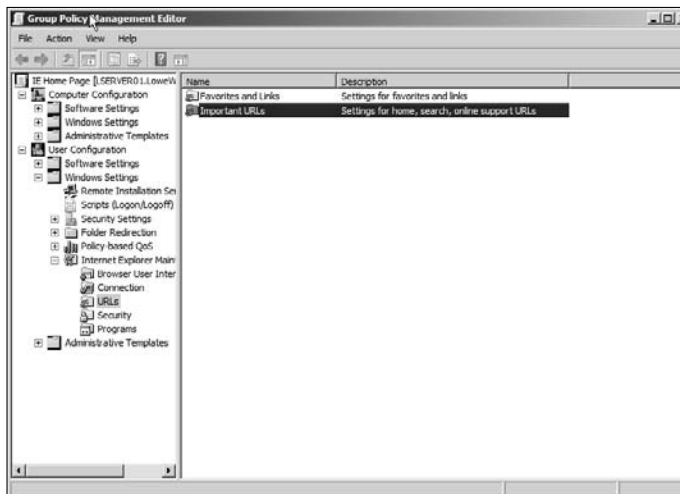 Group Policy Management Editor
File Action View Help
IE Home Page [LSERVER01.LoweW
Computer Configuration
Software Settings
Windows Settings
Administrative Templates
User Configuration
Software Settings
Windows Settings
Remote Installation Ser
Scripts (Logon/Logoff)
Security Settings
Folder Redirection
Policy-based QoS
Internet Explorer Main
Browser User Inter
Connection
URLs
Security
Programs
Administrative Templates
Name Description
Favorites and Links Settings for favorites and links
Important URLs Settings for home, search, online support URLs